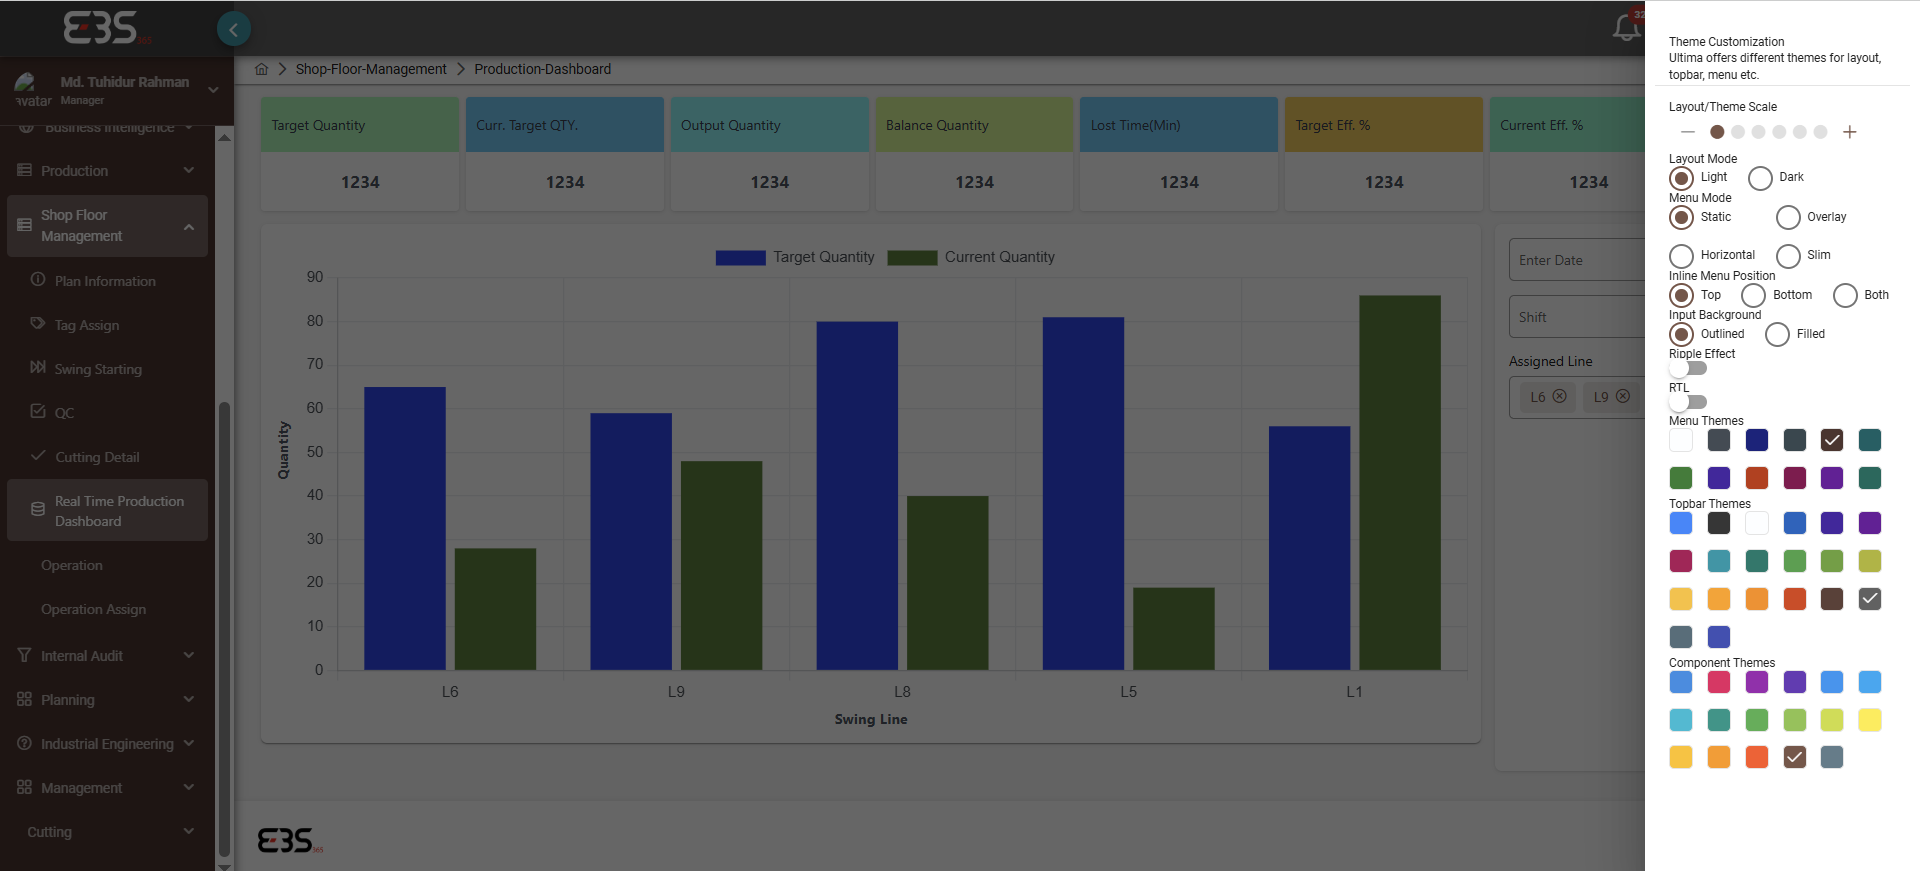 E3S
365
32
Md. Tuhidur Rahman
Manager
avatar
Business Intelligence
Production
Shop Floor
Management
Plan Information
Tag Assign
Swing Starting
QC
Cutting Detail
Real Time Production
Dashboard
Operation
Operation Assign
Internal Audit
Planning
Industrial Engineering
Management
Cutting
Shop-Floor-Management
Production-Dashboard
Target Quantity
Curr. Target QTY.
Output Quantity
Balance Quantity
Lost Time(Min)
Target Eff. %
Current Eff. %
1234
1234
1234
1234
1234
1234
1234
Target Quantity
Current Quantity
90
80
70
60
50
40
30
20
10
0
Quantity
L6
L9
L8
L5
L1
Swing Line
Enter Date
Shift
Assigned Line
L6
L9
E3S
365
Theme Customization
Ultima offers different themes for layout,
topbar, menu etc.
Layout/Theme Scale
Layout Mode
Light
Dark
Menu Mode
Static
Overlay
Horizontal
Slim
Inline Menu Position
Top
Bottom
Both
Input Background
Outlined
Filled
Ripple Effect
RTL
Menu Themes
Topbar Themes
Component Themes